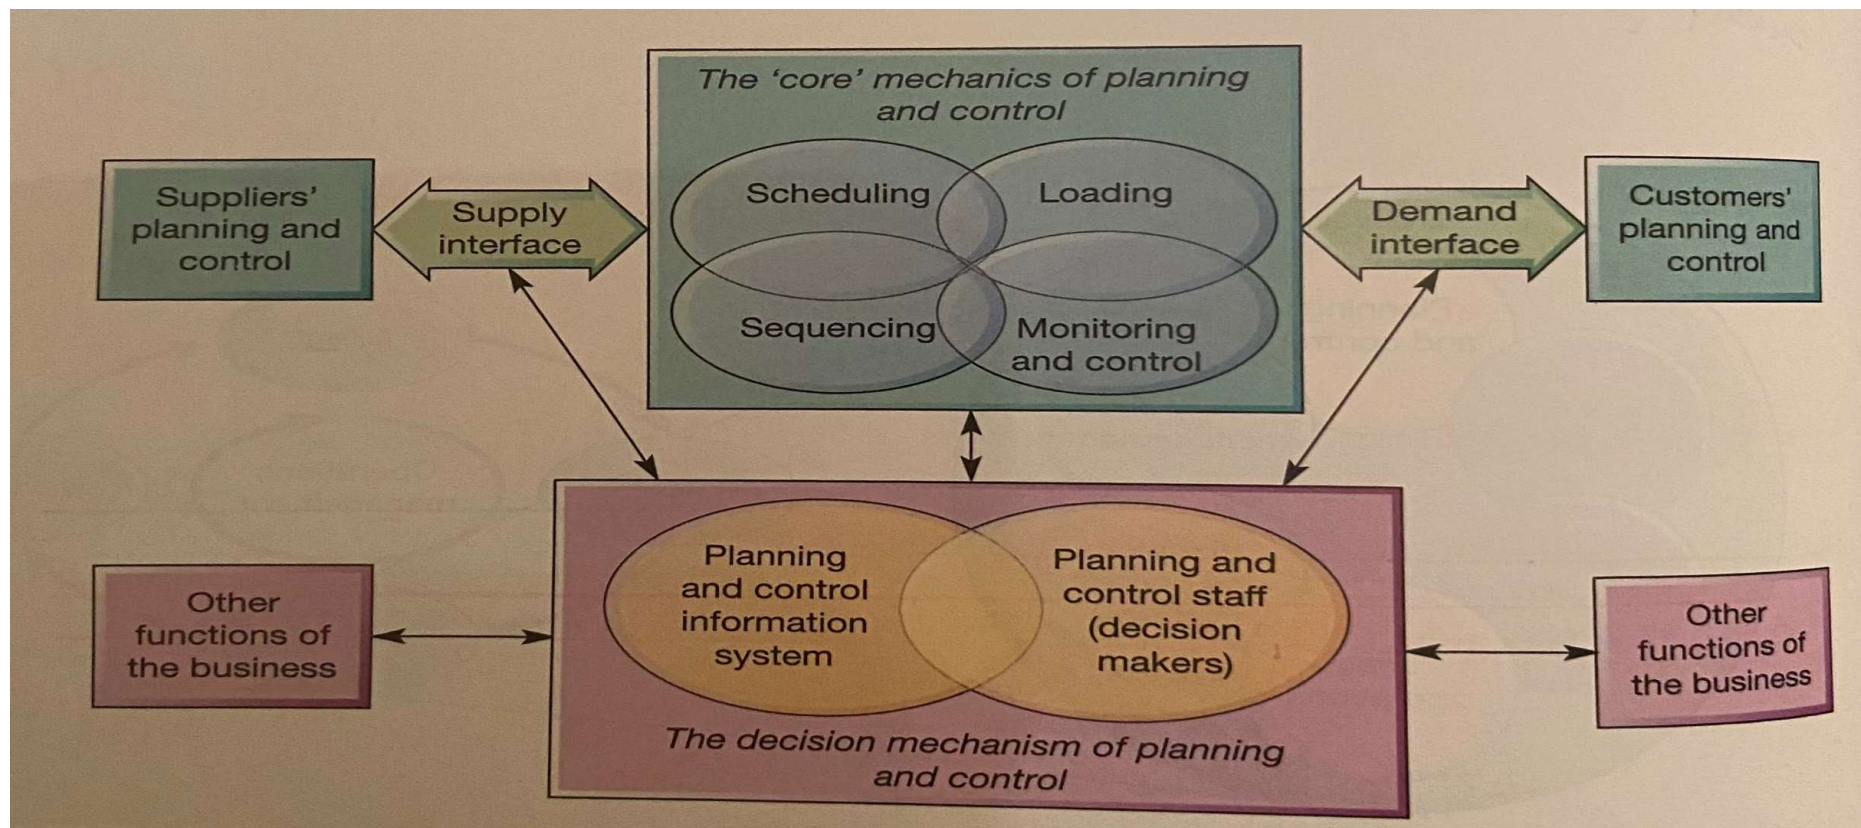 The ‘core’ mechanics of planning
and control
Suppliers’
planning and
control
Supply
interface
Scheduling
Loading
Sequencing
Monitoring
and control
Demand
interface
Customers’
planning and
control
Other
functions of
the business
Planning
and control
information
system
Planning and
control staff
(decision
makers)
The decision mechanism of planning
and control
Other
functions of
the business